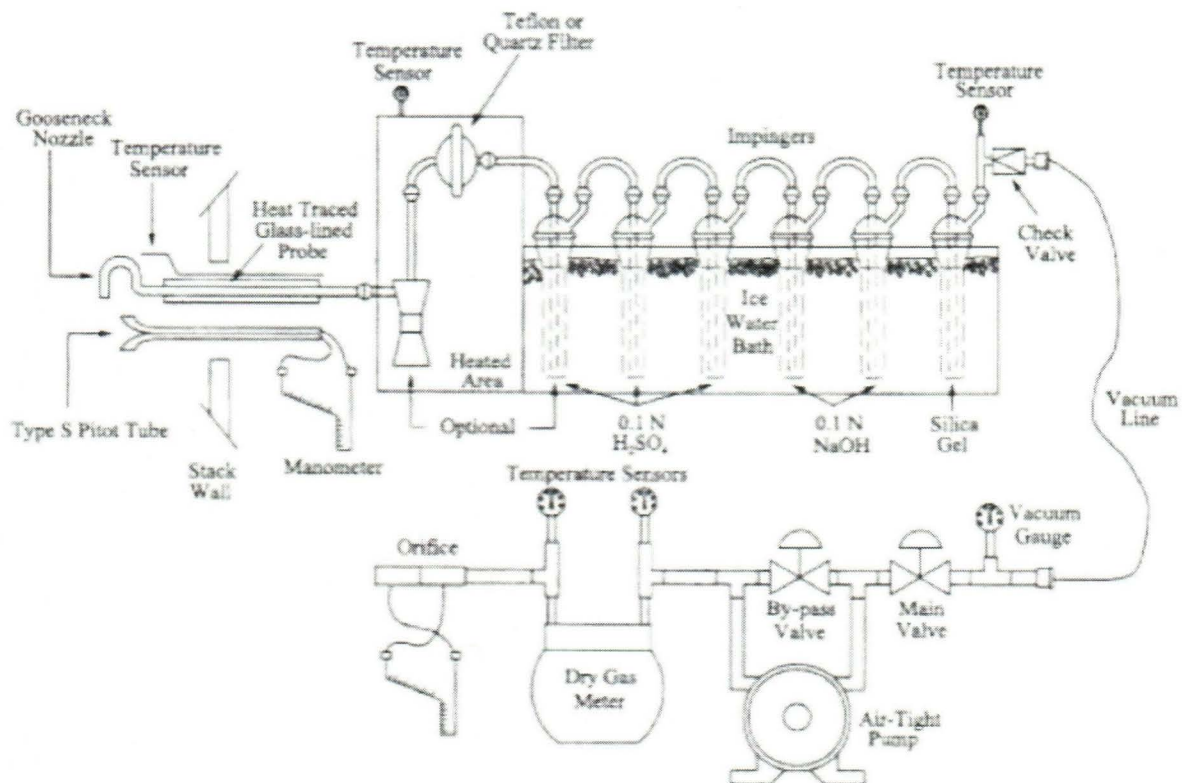 Teflon or
Quartz Filter
Temperature
Sensor
Temperature
Sensor
Gooseneck
Nozzle
Temperature
Sensor
Impingers
Heat Traced
Glass-lined
Probe
Check
Valve
Ice
Water
Bath
Heated
Area
Type S Pitot Tube
Optional
0.1 N
H₂SO₄
0.1 N
NaOH
Silica
Gel
Vacuum
Line
Stack
Wall
Manometer
Temperature Sensors
Vacuum
Gauge
Orifice
By-pass
Valve
Main
Valve
Dry Gas
Meter
Air-Tight
Pump